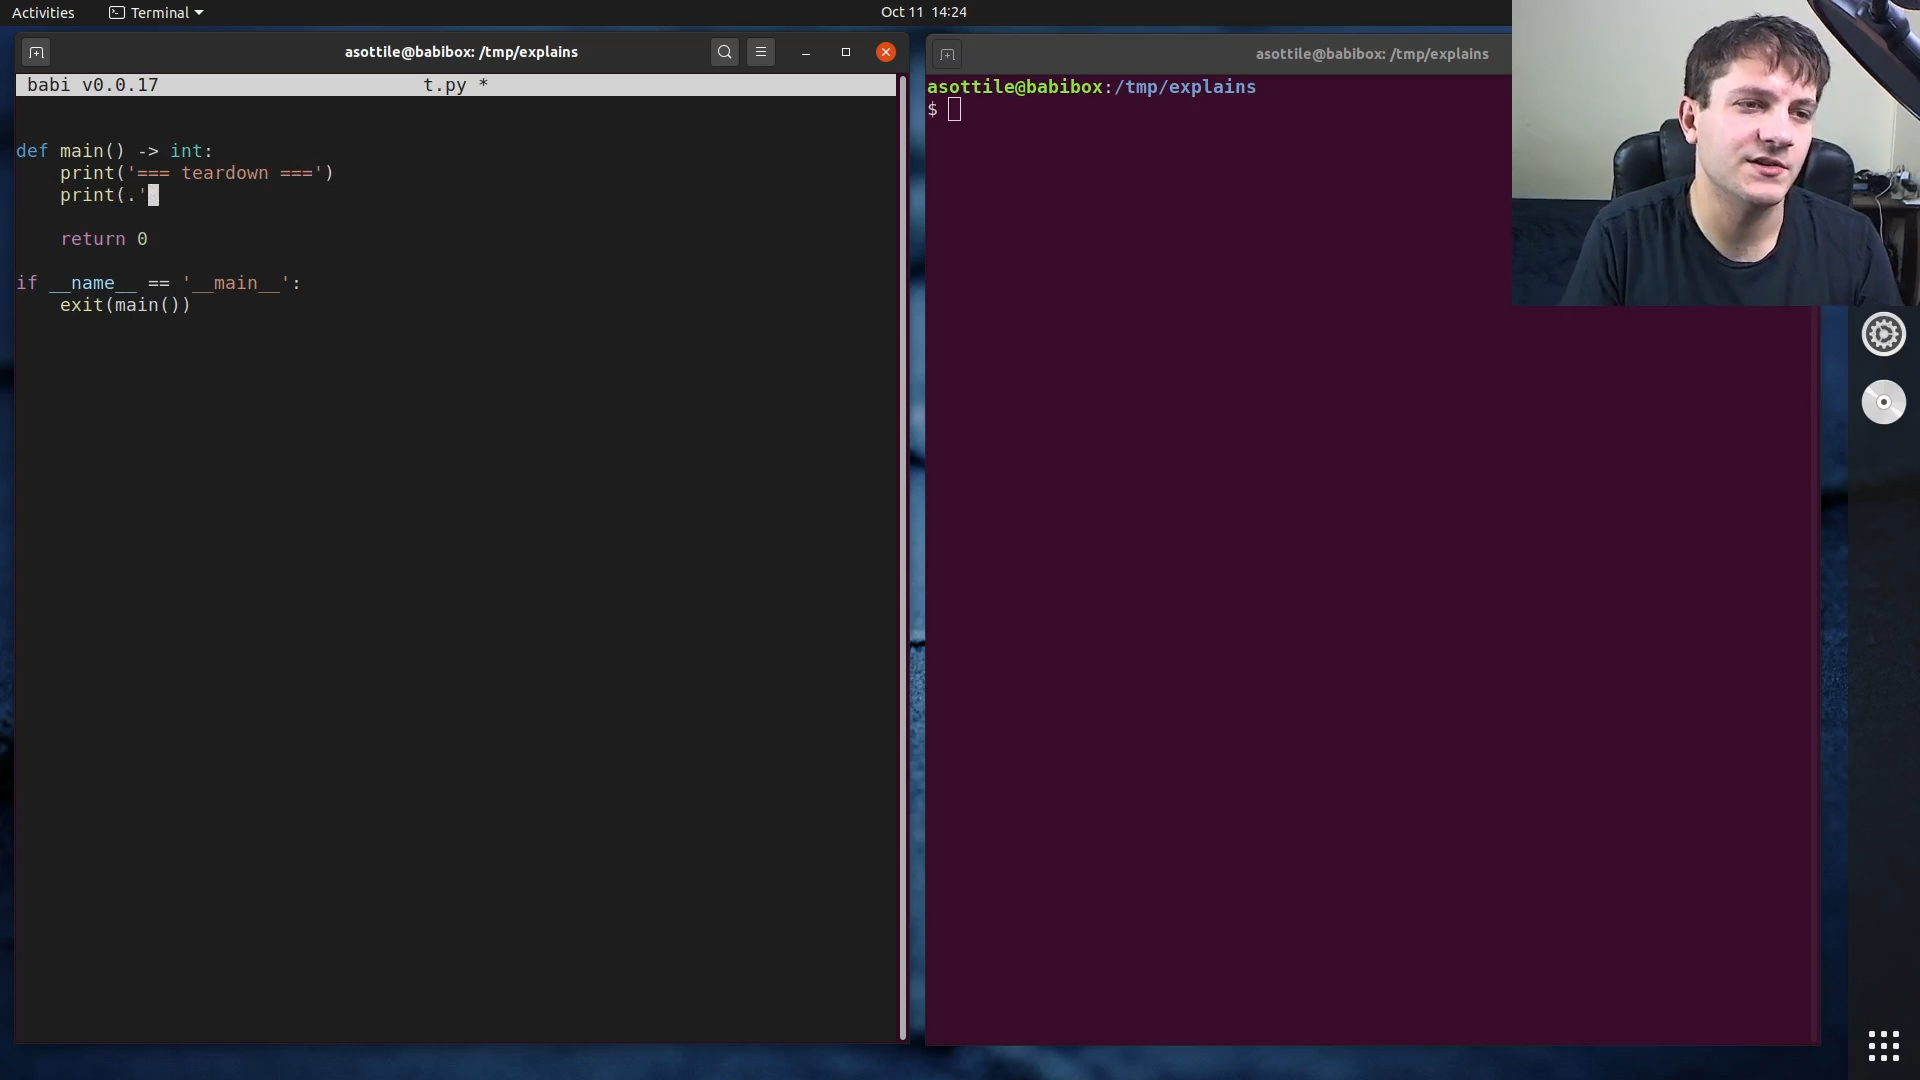 Activities
Terminal
Oct 11 14:24
asottile@babibox: /tmp/explains
babi v0.0.17 t.py *
def main() -> int:
    print('=== teardown ===')
    print(.'
    return 0
if __name__ == '__main__':
    exit(main())
asottile@babibox: /tmp/explains
asottile@babibox:/tmp/explains
$